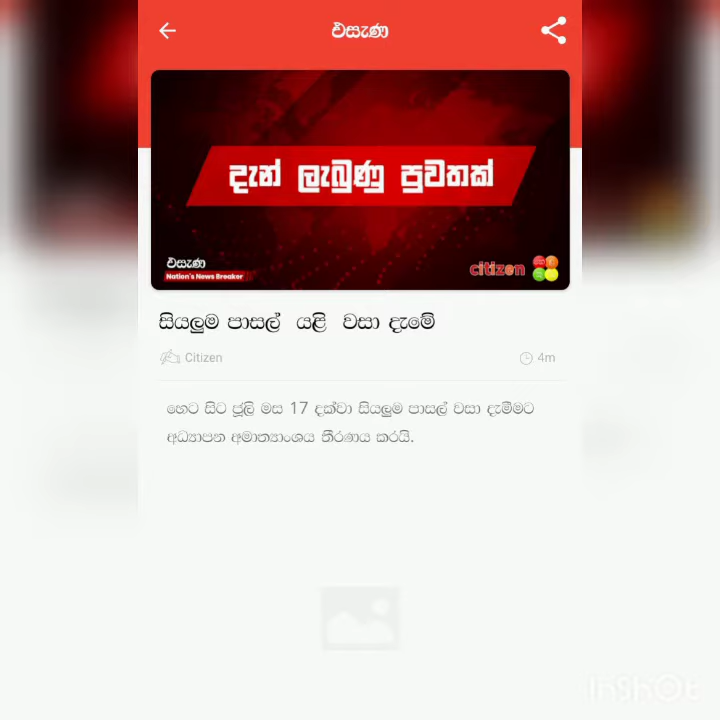 එසැණ
දැන් ලැබුණු පුවතක්
එසැණ
Nation's News Breaker
citizen
සියලුම පාසල් යළි වසා දැමේ
Citizen
4m
හෙට සිට ජූලි මස 17 දක්වා සියලුම පාසල් වසා දැම්මට
අධ්‍යාපන අමාත්‍යාංශය තීරණය කරයි.
InShOt